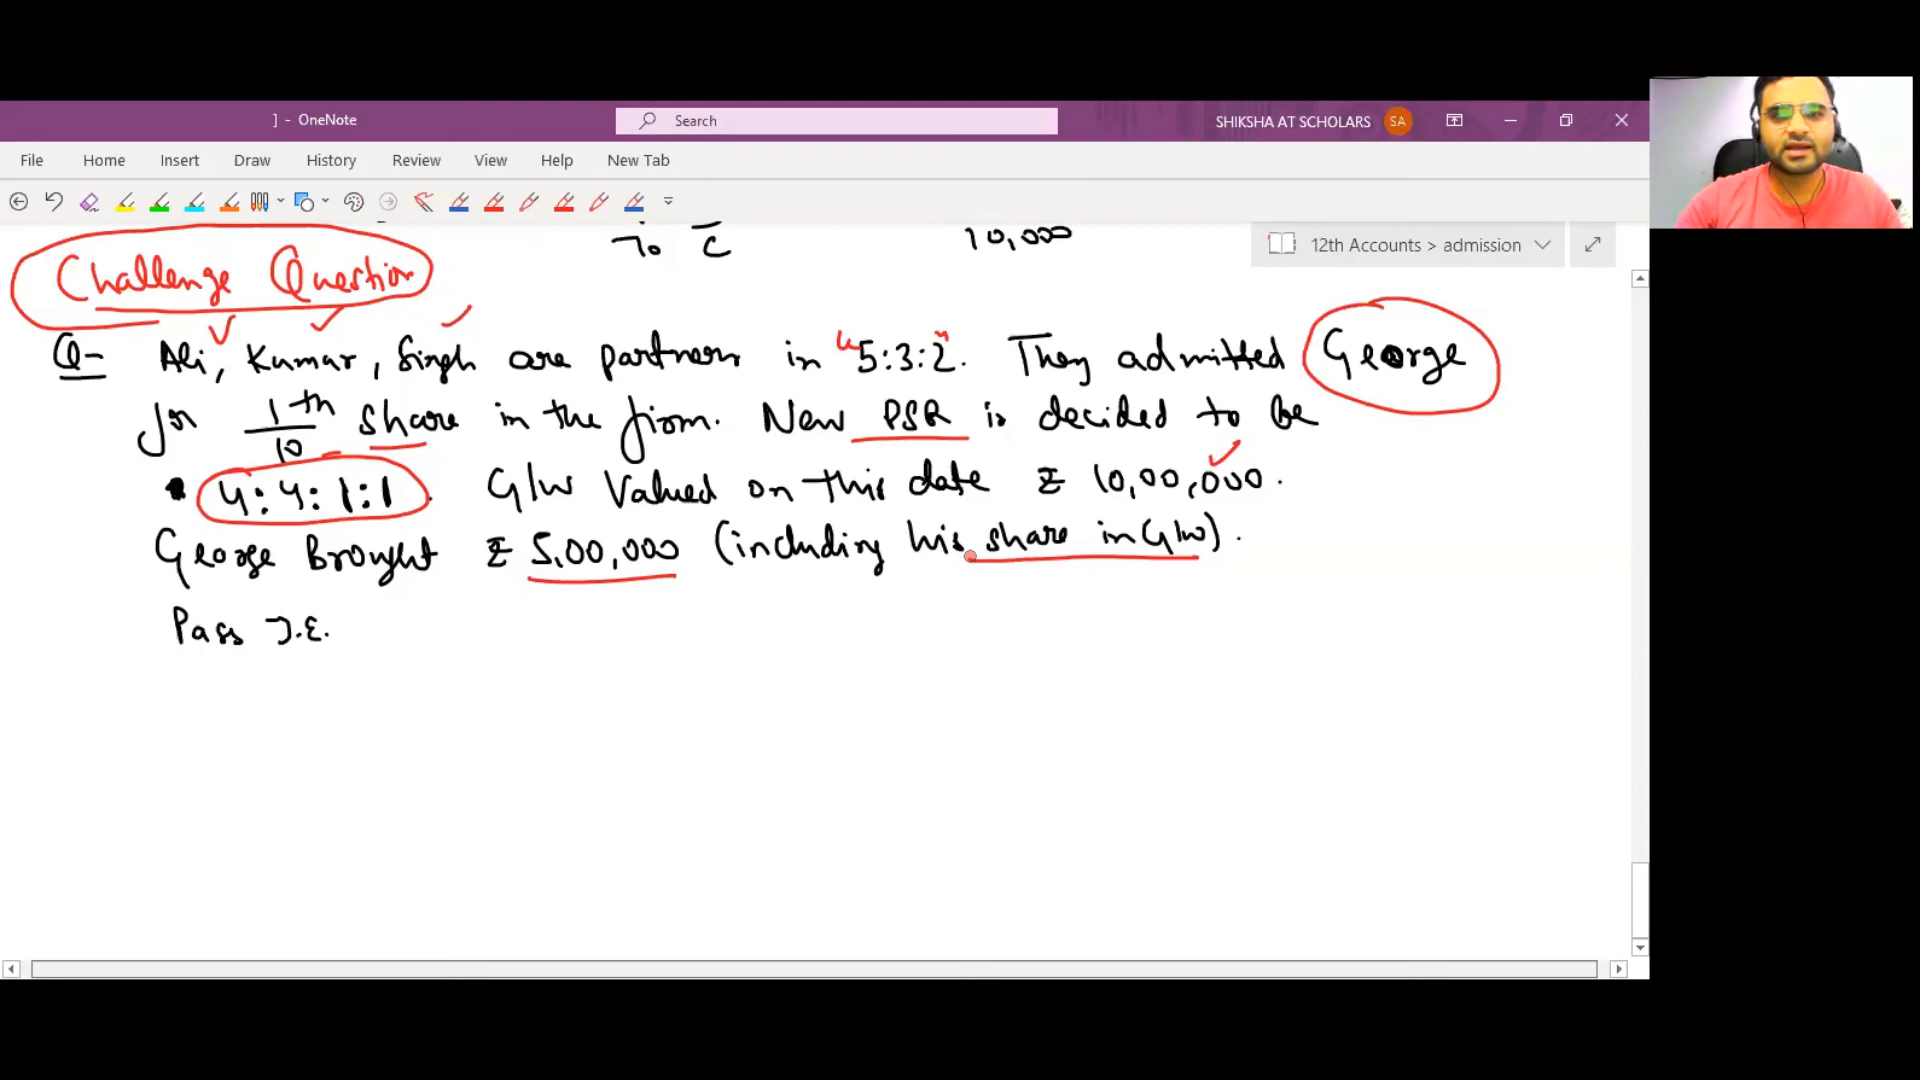 ] - OneNote
Search
SHIKSHA AT SCHOLARS SA
File Home Insert Draw History Review View Help New Tab
To C 10,000
12th Accounts > admission
Challenge Question
Q- Ali, Kumar, Singh are partners in "5:3:2". They admitted George
for 1/10 th share in the firm. New PSR is decided to be
4:4:1:1. G/W Valued on this date ₹ 10,00,000.
George Brought ₹ 5,00,000 (including his share in G/W).
Pass J.E.